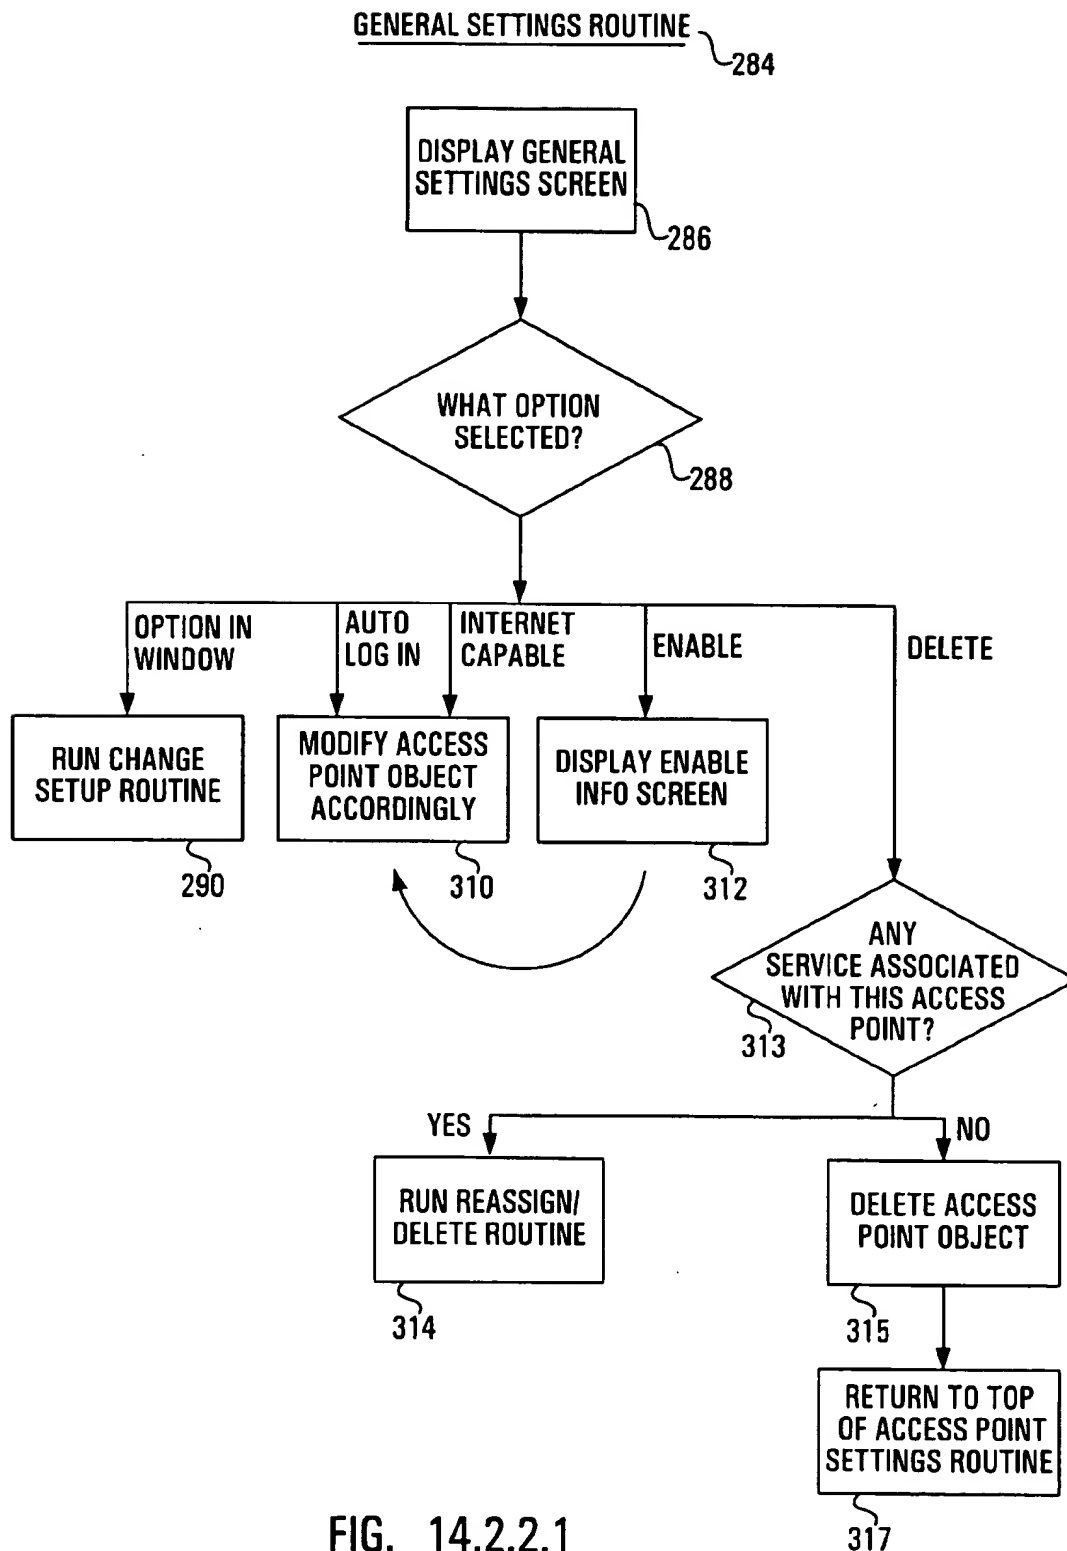 GENERAL SETTINGS ROUTINE
284
DISPLAY GENERAL
SETTINGS SCREEN
286
WHAT OPTION
SELECTED?
288
OPTION IN
WINDOW
AUTO
LOG IN
INTERNET
CAPABLE
ENABLE
DELETE
RUN CHANGE
SETUP ROUTINE
290
MODIFY ACCESS
POINT OBJECT
ACCORDINGLY
310
DISPLAY ENABLE
INFO SCREEN
312
ANY
SERVICE ASSOCIATED
WITH THIS ACCESS
POINT?
313
YES
NO
RUN REASSIGN/
DELETE ROUTINE
314
DELETE ACCESS
POINT OBJECT
315
RETURN TO TOP
OF ACCESS POINT
SETTINGS ROUTINE
317
FIG. 14.2.2.1